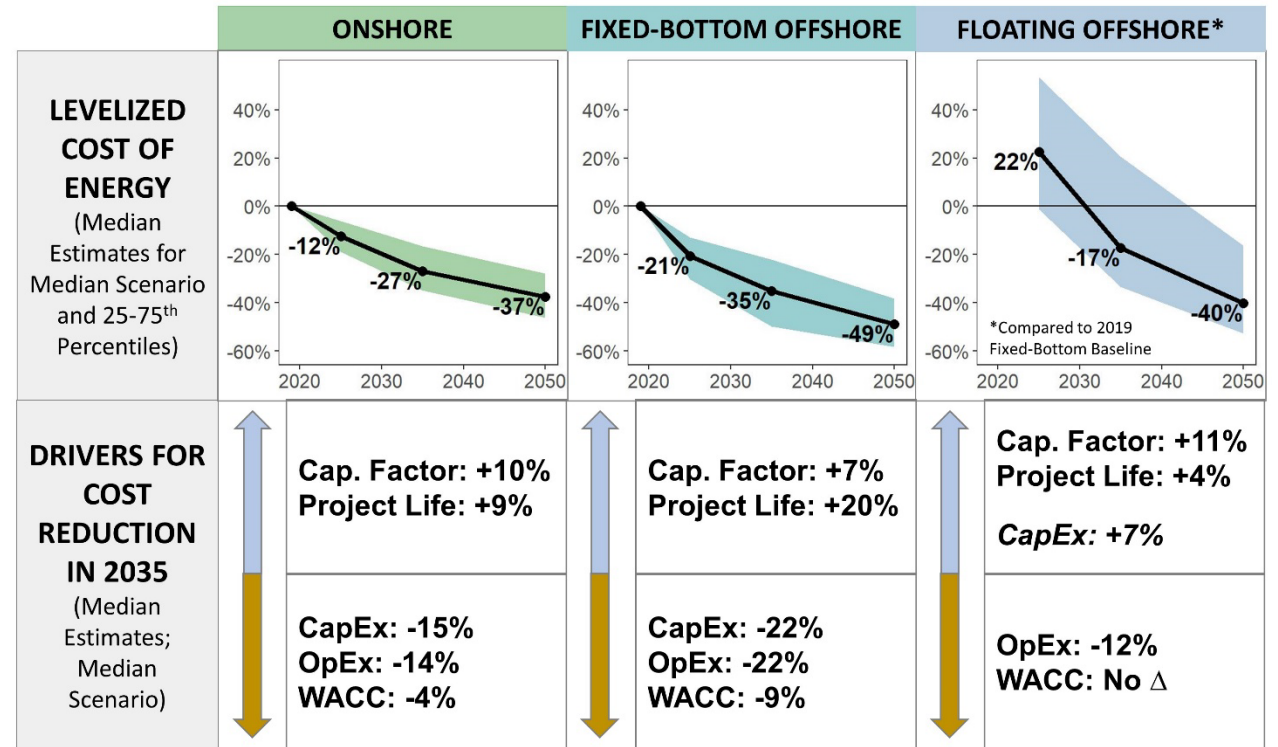 ONSHORE
FIXED-BOTTOM OFFSHORE
FLOATING OFFSHORE*
LEVELIZED
COST OF
ENERGY
(Median
Estimates for
Median Scenario
and 25-75th
Percentiles)
40%
20%
0%
-20%
-40%
-60%
-12%
-27%
-37%
2020
2030
2040
2050
40%
20%
0%
-20%
-40%
-60%
-21%
-35%
-49%
2020
2030
2040
2050
40%
20%
0%
-20%
-40%
-60%
22%
-17%
-40%
*Compared to 2019
Fixed-Bottom Baseline
2020
2030
2040
2050
DRIVERS FOR
COST
REDUCTION
IN 2035
(Median
Estimates;
Median
Scenario)
Cap. Factor: +10%
Project Life: +9%
CapEx: -15%
OpEx: -14%
WACC: -4%
Cap. Factor: +7%
Project Life: +20%
CapEx: -22%
OpEx: -22%
WACC: -9%
Cap. Factor: +11%
Project Life: +4%
CapEx: +7%
OpEx: -12%
WACC: No Δ